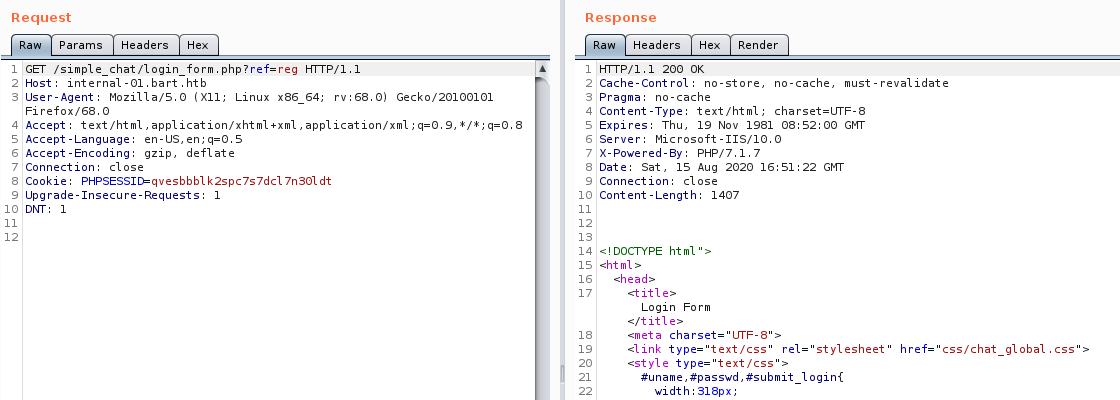 Request
Raw Params Headers Hex
1 GET /simple_chat/login_form.php?ref=reg HTTP/1.1
2 Host: internal-01.bart.htb
3 User-Agent: Mozilla/5.0 (X11; Linux x86_64; rv:68.0) Gecko/20100101
Firefox/68.0
4 Accept: text/html,application/xhtml+xml,application/xml;q=0.9,*/*;q=0.8
5 Accept-Language: en-US,en;q=0.5
6 Accept-Encoding: gzip, deflate
7 Connection: close
8 Cookie: PHPSESSID=qvesbbblk2spc7s7dcl7n30ldt
9 Upgrade-Insecure-Requests: 1
10 DNT: 1
11
12
Response
Raw Headers Hex Render
1 HTTP/1.1 200 OK
2 Cache-Control: no-store, no-cache, must-revalidate
3 Pragma: no-cache
4 Content-Type: text/html; charset=UTF-8
5 Expires: Thu, 19 Nov 1981 08:52:00 GMT
6 Server: Microsoft-IIS/10.0
7 X-Powered-By: PHP/7.1.7
8 Date: Sat, 15 Aug 2020 16:51:22 GMT
9 Connection: close
10 Content-Length: 1407
11
12
13
14 <!DOCTYPE html">
15 <html>
16 <head>
17 <title>
Login Form
</title>
18 <meta charset="UTF-8">
19 <link type="text/css" rel="stylesheet" href="css/chat_global.css">
20 <style type="text/css">
21 #uname,#passwd,#submit_login{
22 width:318px;